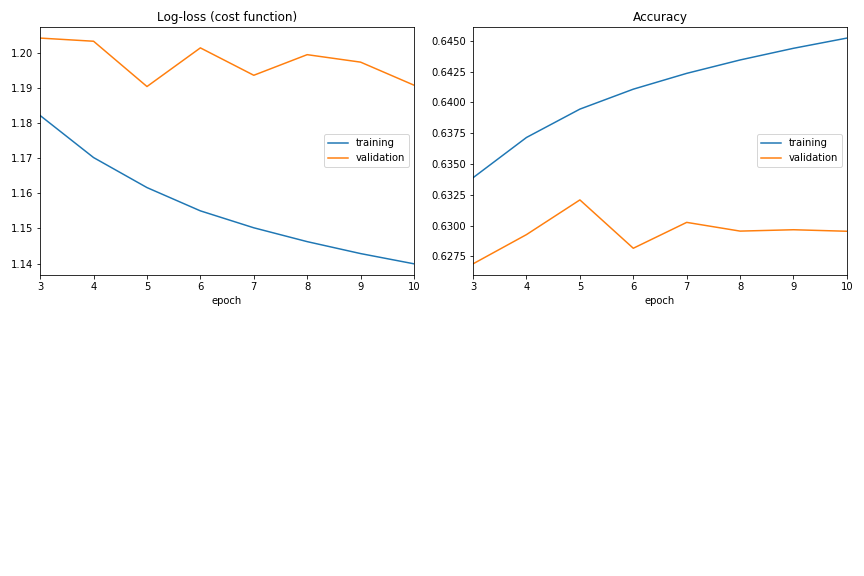 Log-loss (cost function)
1.20
1.19
1.18
1.17
1.16
1.15
1.14
3 4 5 6 7 8 9 10
epoch
training
validation
Accuracy
0.6450
0.6425
0.6400
0.6375
0.6350
0.6325
0.6300
0.6275
3 4 5 6 7 8 9 10
epoch
training
validation